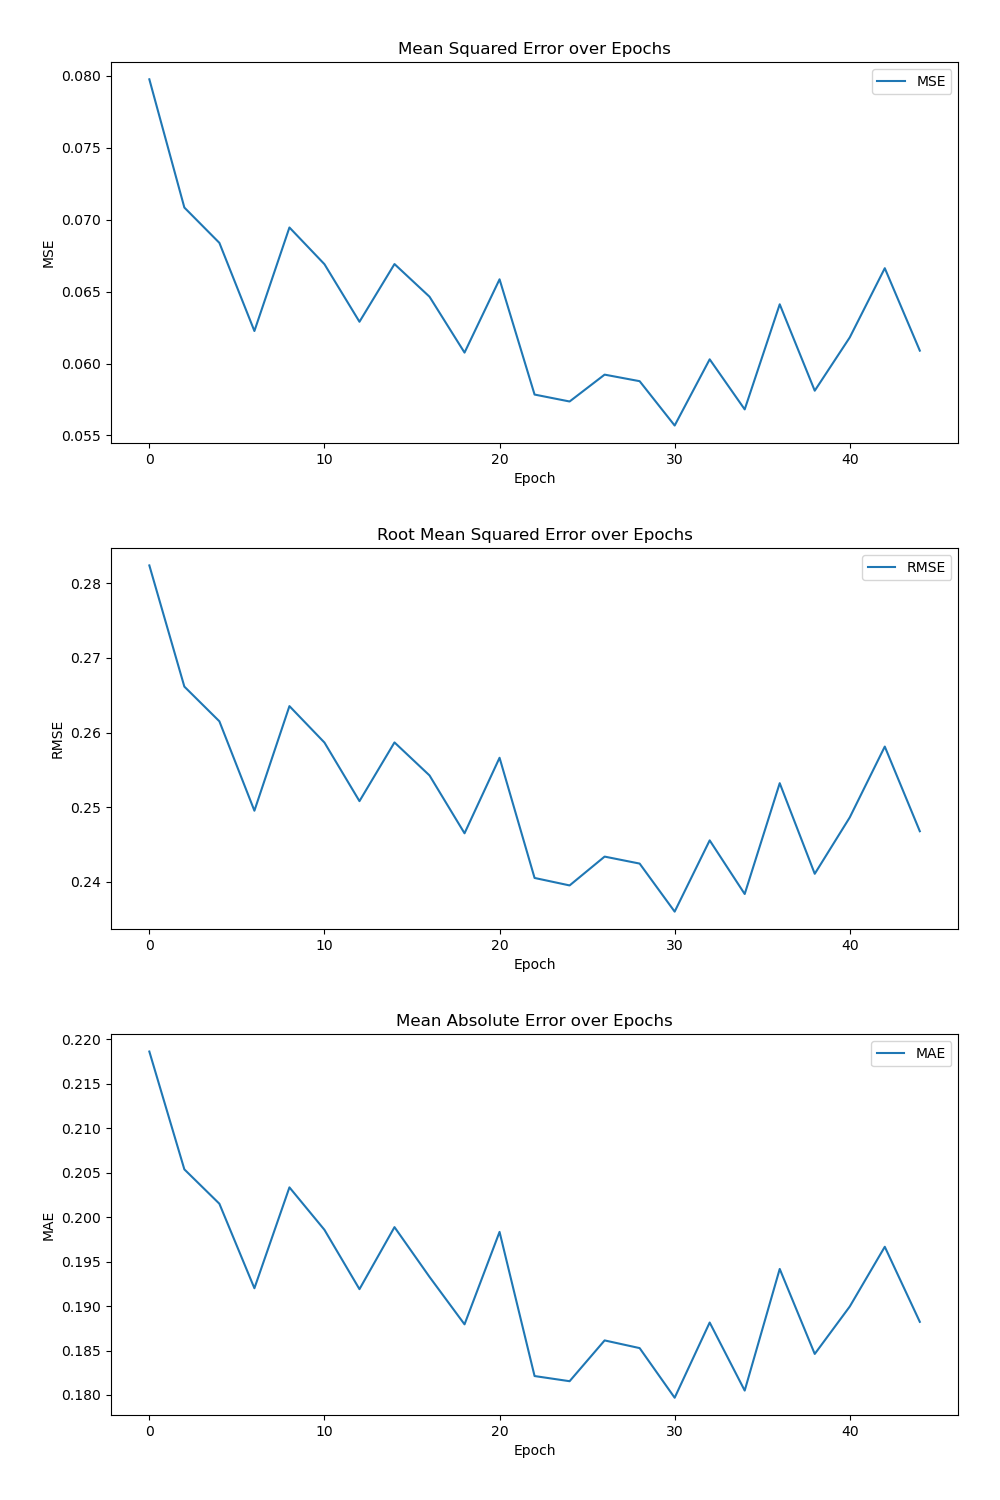 Mean Squared Error over Epochs
MSE
0.080
0.075
0.070
0.065
0.060
0.055
MSE
0 10 20 30 40
Epoch
Root Mean Squared Error over Epochs
RMSE
0.28
0.27
0.26
0.25
0.24
RMSE
0 10 20 30 40
Epoch
Mean Absolute Error over Epochs
MAE
0.220
0.215
0.210
0.205
0.200
0.195
0.190
0.185
0.180
MAE
0 10 20 30 40
Epoch